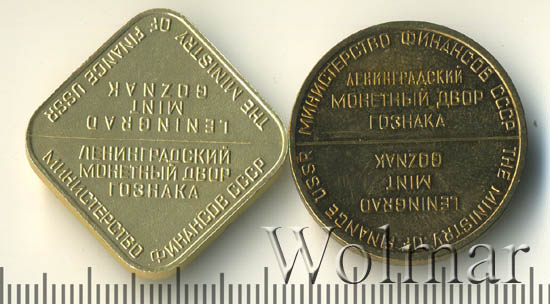 THE MINISTRY OF FINANCE USSR
LENINGRAD
MINT
GOZNAK
ЛЕНИНГРАДСКИЙ
МОНЕТНЫЙ ДВОР
ГОЗНАКА
МИНИСТЕРСТВО ФИНАНСОВ СССР
МИНИСТЕРСТВО ФИНАНСОВ СССР
ЛЕНИНГРАДСКИЙ
МОНЕТНЫЙ ДВОР
ГОЗНАКА
LENINGRAD
MINT
GOZNAK
THE MINISTRY OF FINANCE USSR
Wolmar